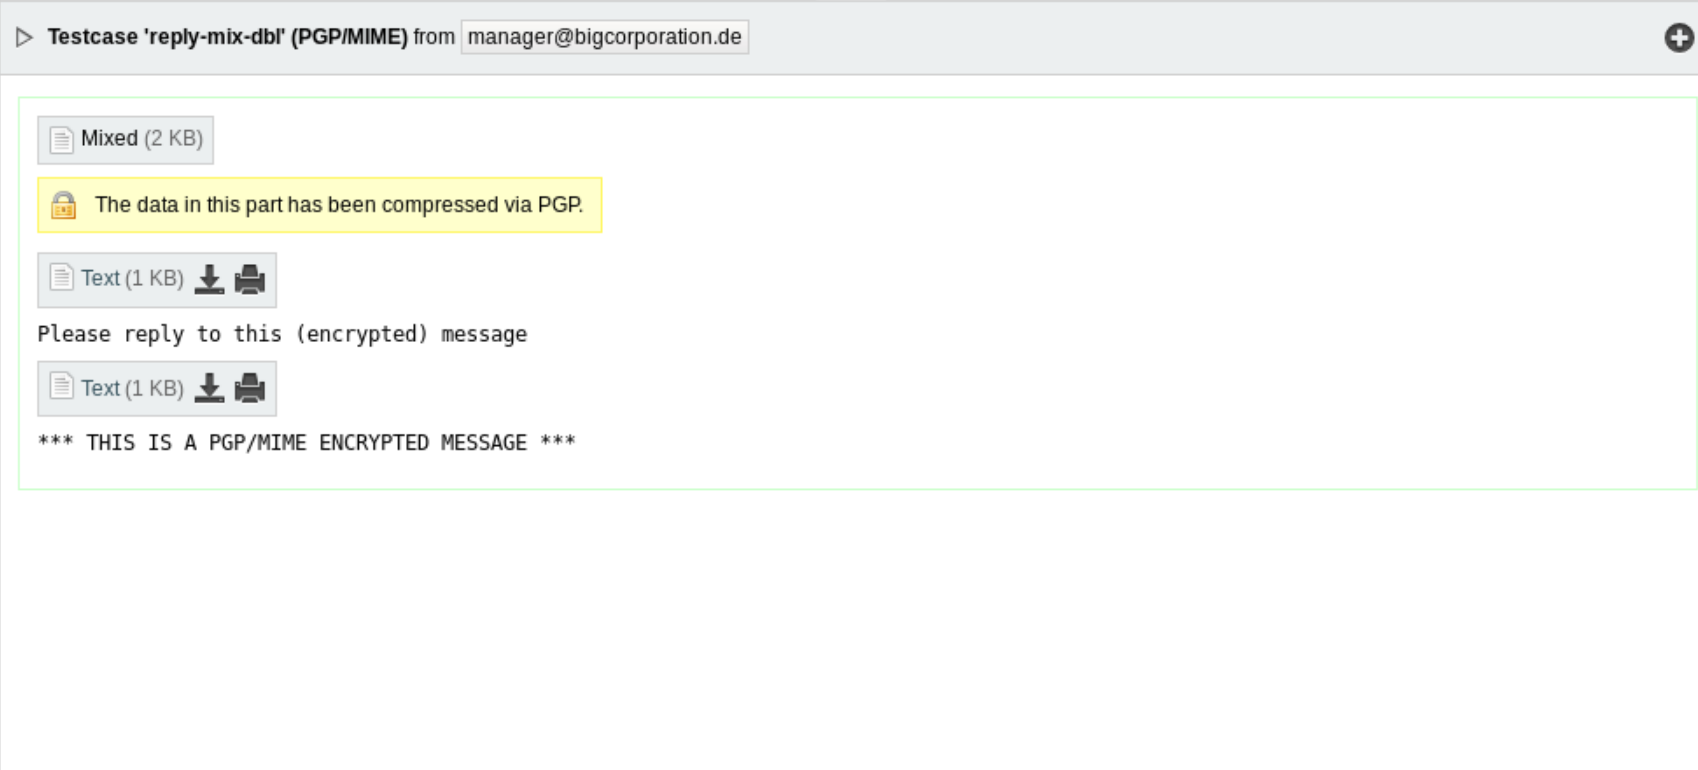 Testcase 'reply-mix-dbl' (PGP/MIME) from manager@bigcorporation.de
Mixed (2 KB)
The data in this part has been compressed via PGP.
Text (1 KB)
Please reply to this (encrypted) message
Text (1 KB)
*** THIS IS A PGP/MIME ENCRYPTED MESSAGE ***